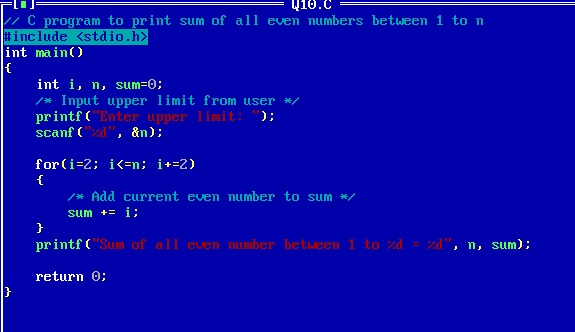 [■] Q10.C
// C program to print sum of all even numbers between 1 to n
#include <stdio.h>
int main()
{
    int i, n, sum=0;
    /* Input upper limit from user */
    printf("Enter upper limit: ");
    scanf("%d", &n);

    for(i=2; i<=n; i+=2)
    {
        /* Add current even number to sum */
        sum += i;
    }
    printf("Sum of all even number between 1 to %d = %d", n, sum);

    return 0;
}